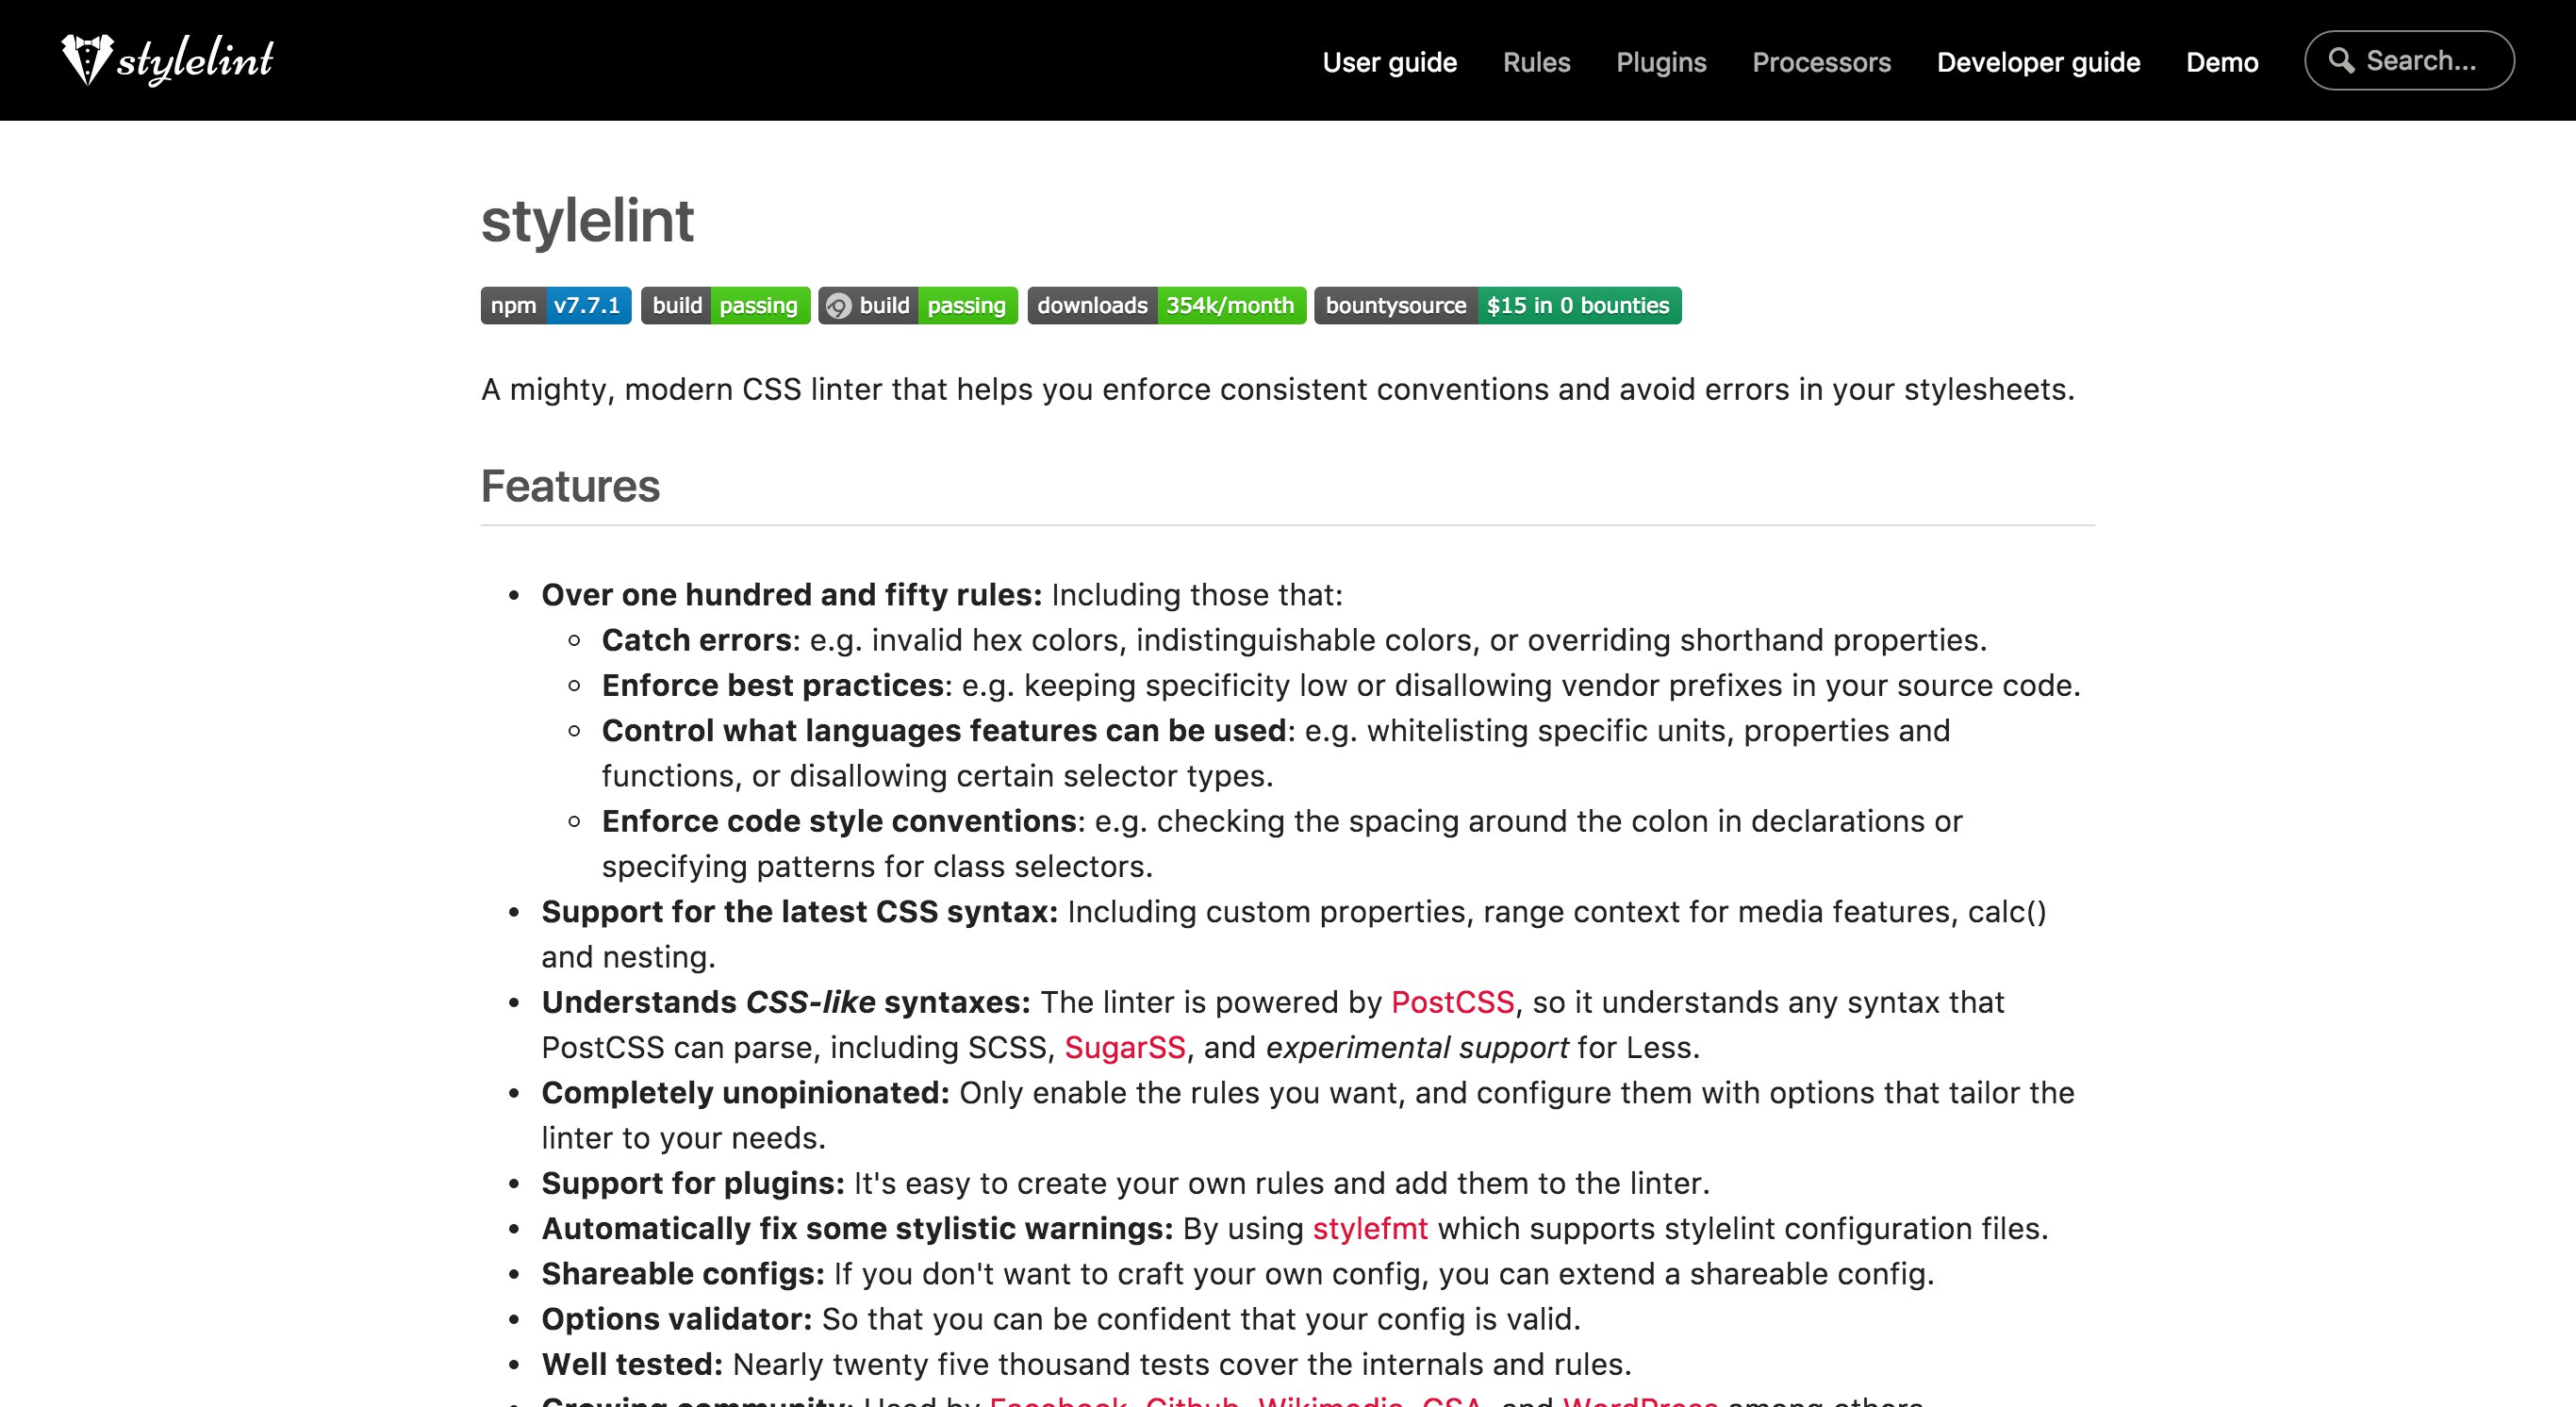 stylelint
User guide Rules Plugins Processors Developer guide Demo Search...
stylelint
npm v7.7.1 build passing build passing downloads 354k/month bountysource $15 in 0 bounties
A mighty, modern CSS linter that helps you enforce consistent conventions and avoid errors in your stylesheets.
Features
Over one hundred and fifty rules: Including those that:
Catch errors: e.g. invalid hex colors, indistinguishable colors, or overriding shorthand properties.
Enforce best practices: e.g. keeping specificity low or disallowing vendor prefixes in your source code.
Control what languages features can be used: e.g. whitelisting specific units, properties and
functions, or disallowing certain selector types.
Enforce code style conventions: e.g. checking the spacing around the colon in declarations or
specifying patterns for class selectors.
Support for the latest CSS syntax: Including custom properties, range context for media features, calc()
and nesting.
Understands CSS-like syntaxes: The linter is powered by PostCSS, so it understands any syntax that
PostCSS can parse, including SCSS, SugarSS, and experimental support for Less.
Completely unopinionated: Only enable the rules you want, and configure them with options that tailor the
linter to your needs.
Support for plugins: It's easy to create your own rules and add them to the linter.
Automatically fix some stylistic warnings: By using stylefmt which supports stylelint configuration files.
Shareable configs: If you don't want to craft your own config, you can extend a shareable config.
Options validator: So that you can be confident that your config is valid.
Well tested: Nearly twenty five thousand tests cover the internals and rules.
Growing community: Used by Facebook, Github, Wikimedia, GSA, and WordPress among others.